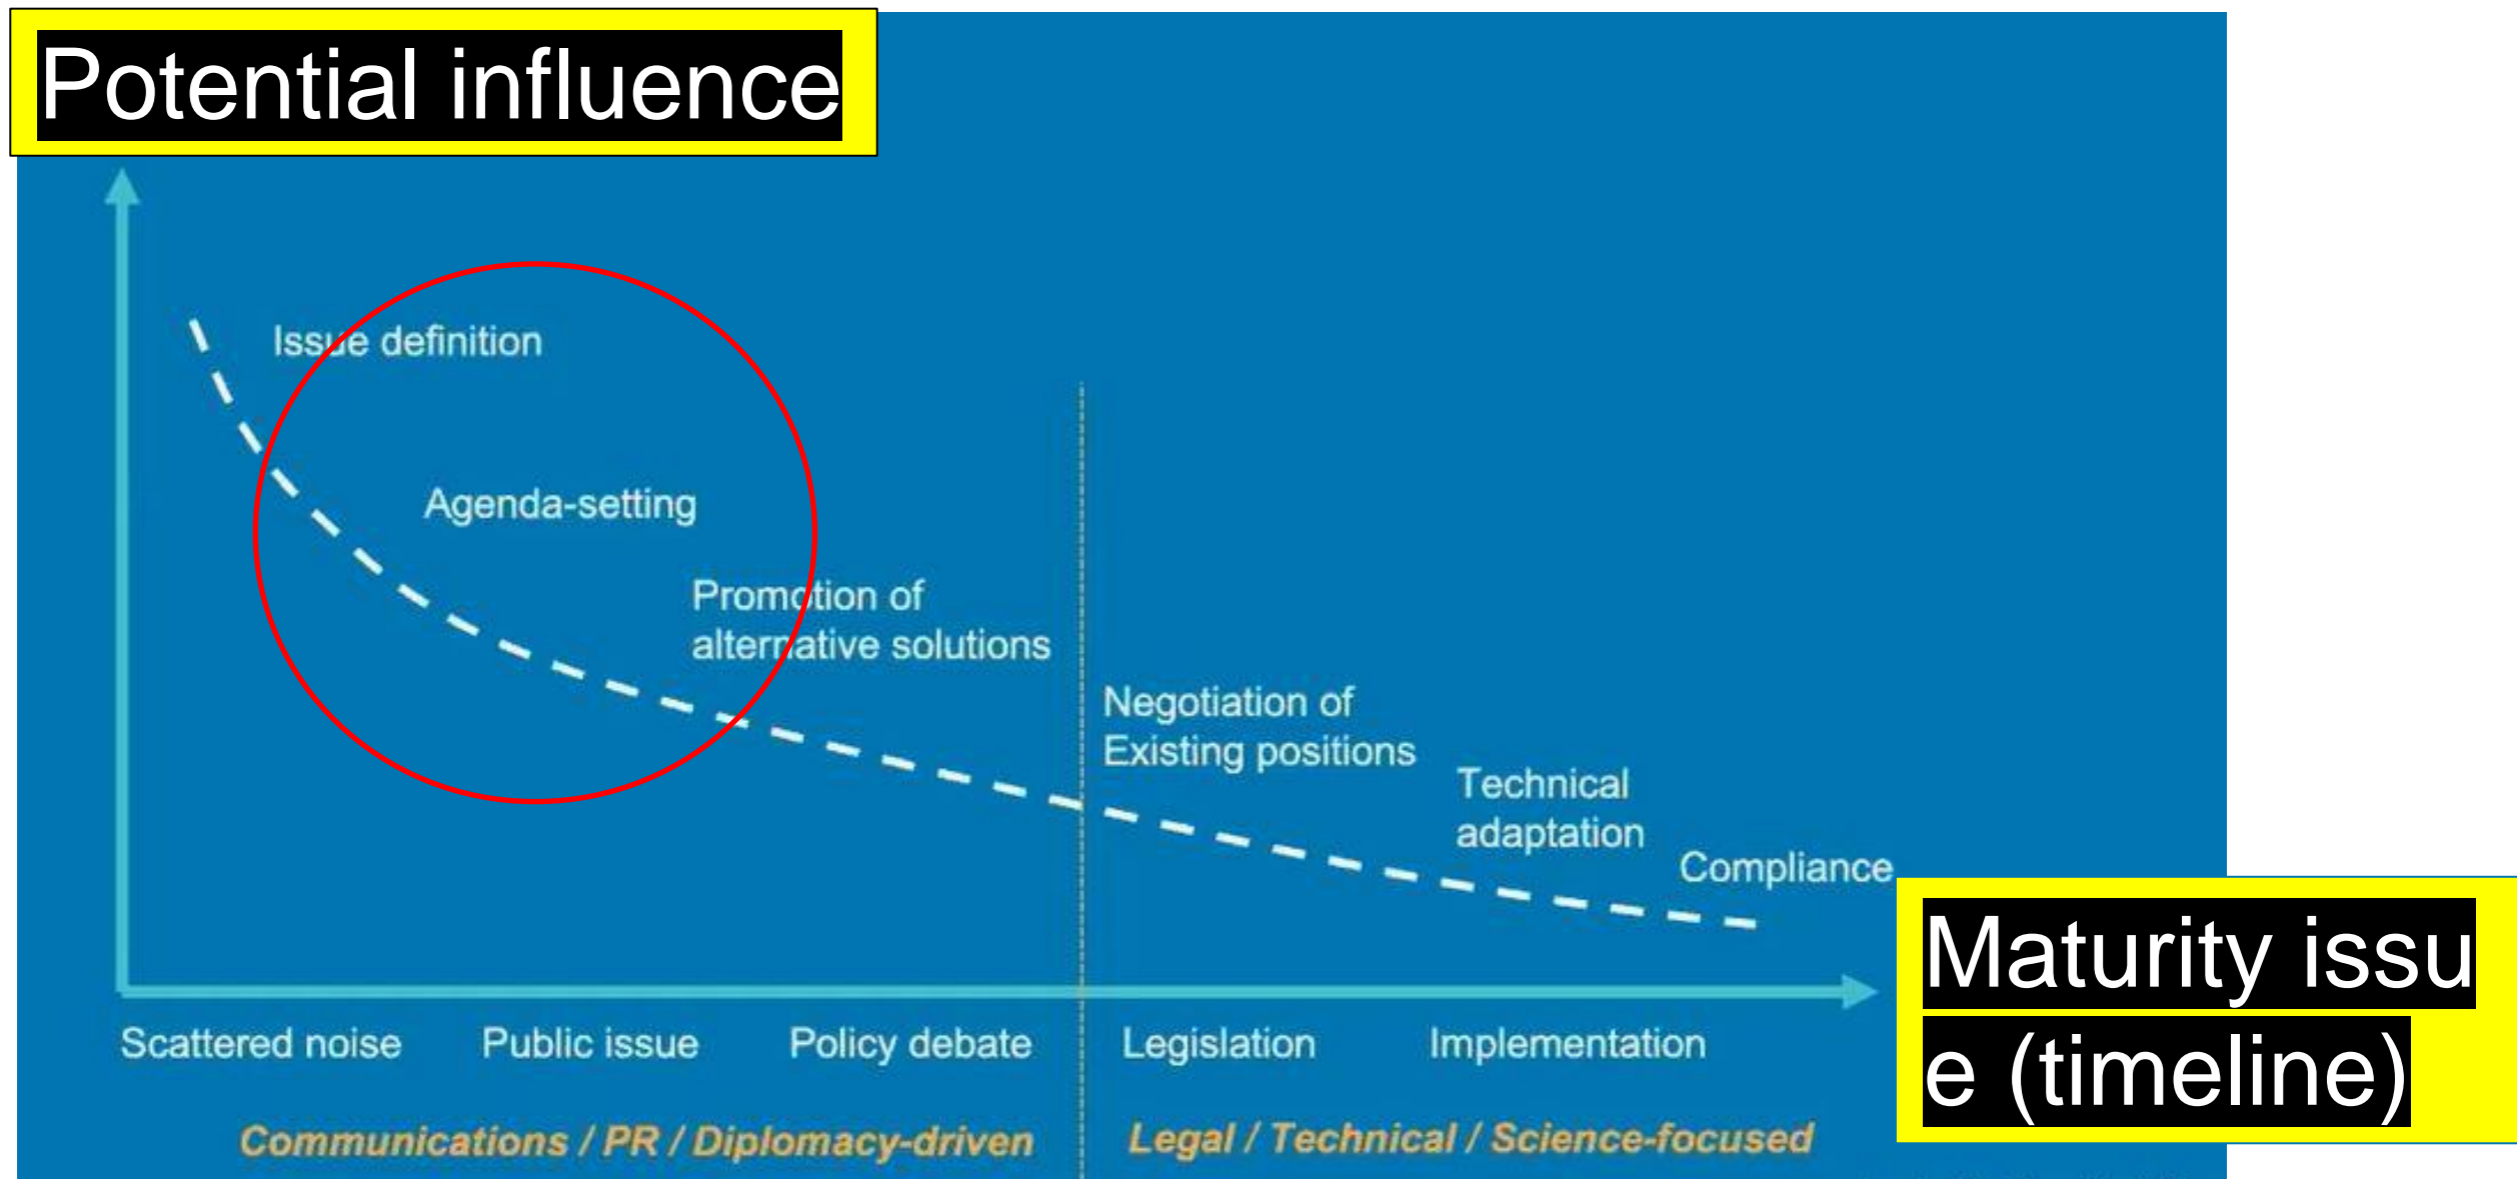 Potential influence
Issue definition
Agenda-setting
Promotion of
alternative solutions
Negotiation of
Existing positions
Technical
adaptation
Compliance
Maturity issu
e (timeline)
Scattered noise
Public issue
Policy debate
Legislation
Implementation
Communications / PR / Diplomacy-driven
Legal / Technical / Science-focused